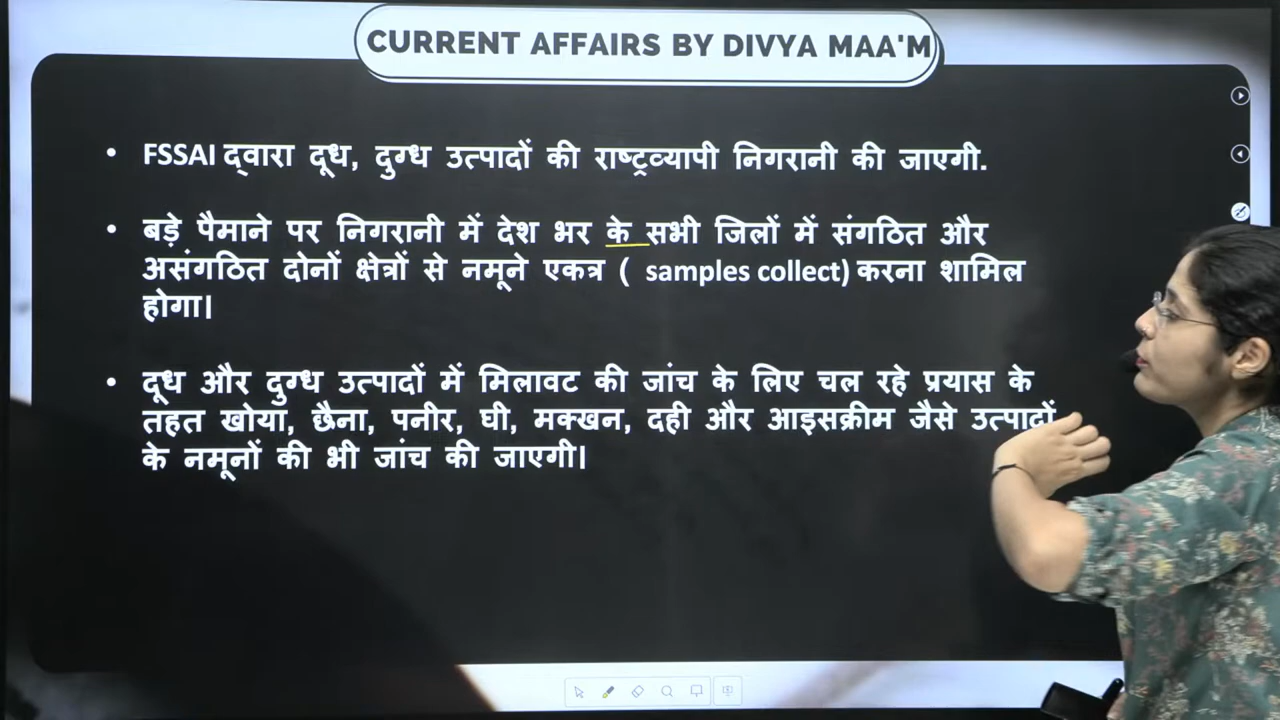 CURRENT AFFAIRS BY DIVYA MAA'M
• FSSAI द्वारा दूध, दुग्ध उत्पादों की राष्ट्रव्यापी निगरानी की जाएगी.
• बड़े पैमाने पर निगरानी में देश भर के सभी जिलों में संगठित और
असंगठित दोनों क्षेत्रों से नमूने एकत्र ( samples collect) करना शामिल
होगा।
• दूध और दुग्ध उत्पादों में मिलावट की जांच के लिए चल रहे प्रयास के
तहत खोया, छैना, पनीर, घी, मक्खन, दही और आइसक्रीम जैसे उत्पादों
के नमूनों की भी जांच की जाएगी।